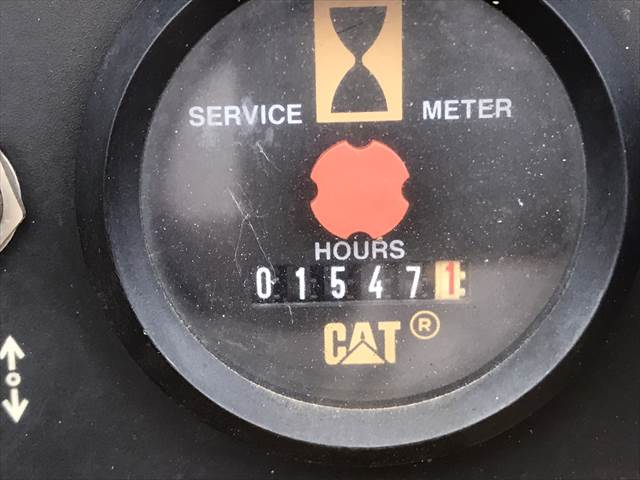 SERVICE METER
HOURS
015471
CAT®